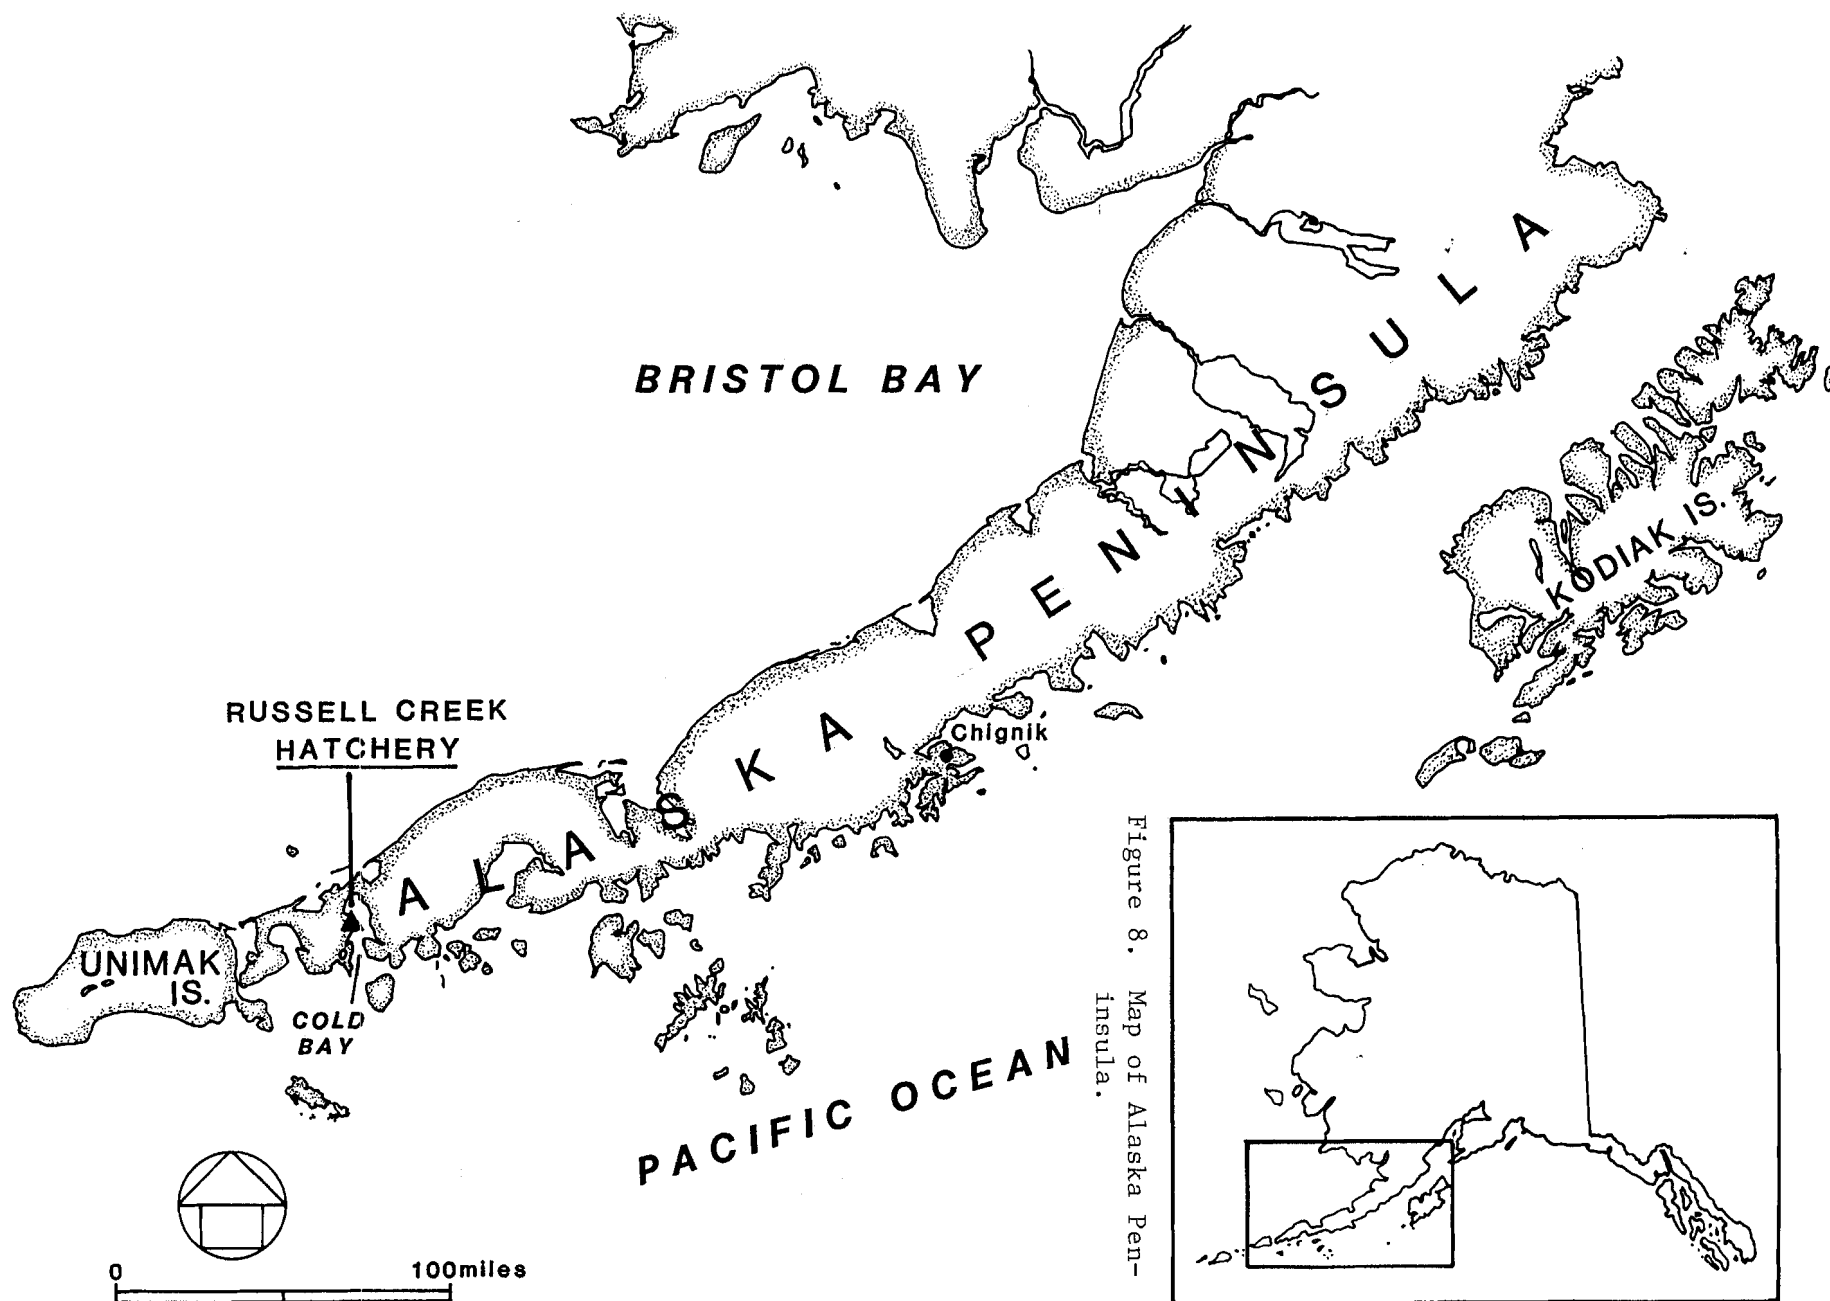 BRISTOL BAY
ALASKA PENINSULA
KODIAK IS.
Chignik
RUSSELL CREEK
HATCHERY
UNIMAK
IS.
COLD
BAY
PACIFIC OCEAN
0 100miles
Figure 8. Map of Alaska Pen-
insula.